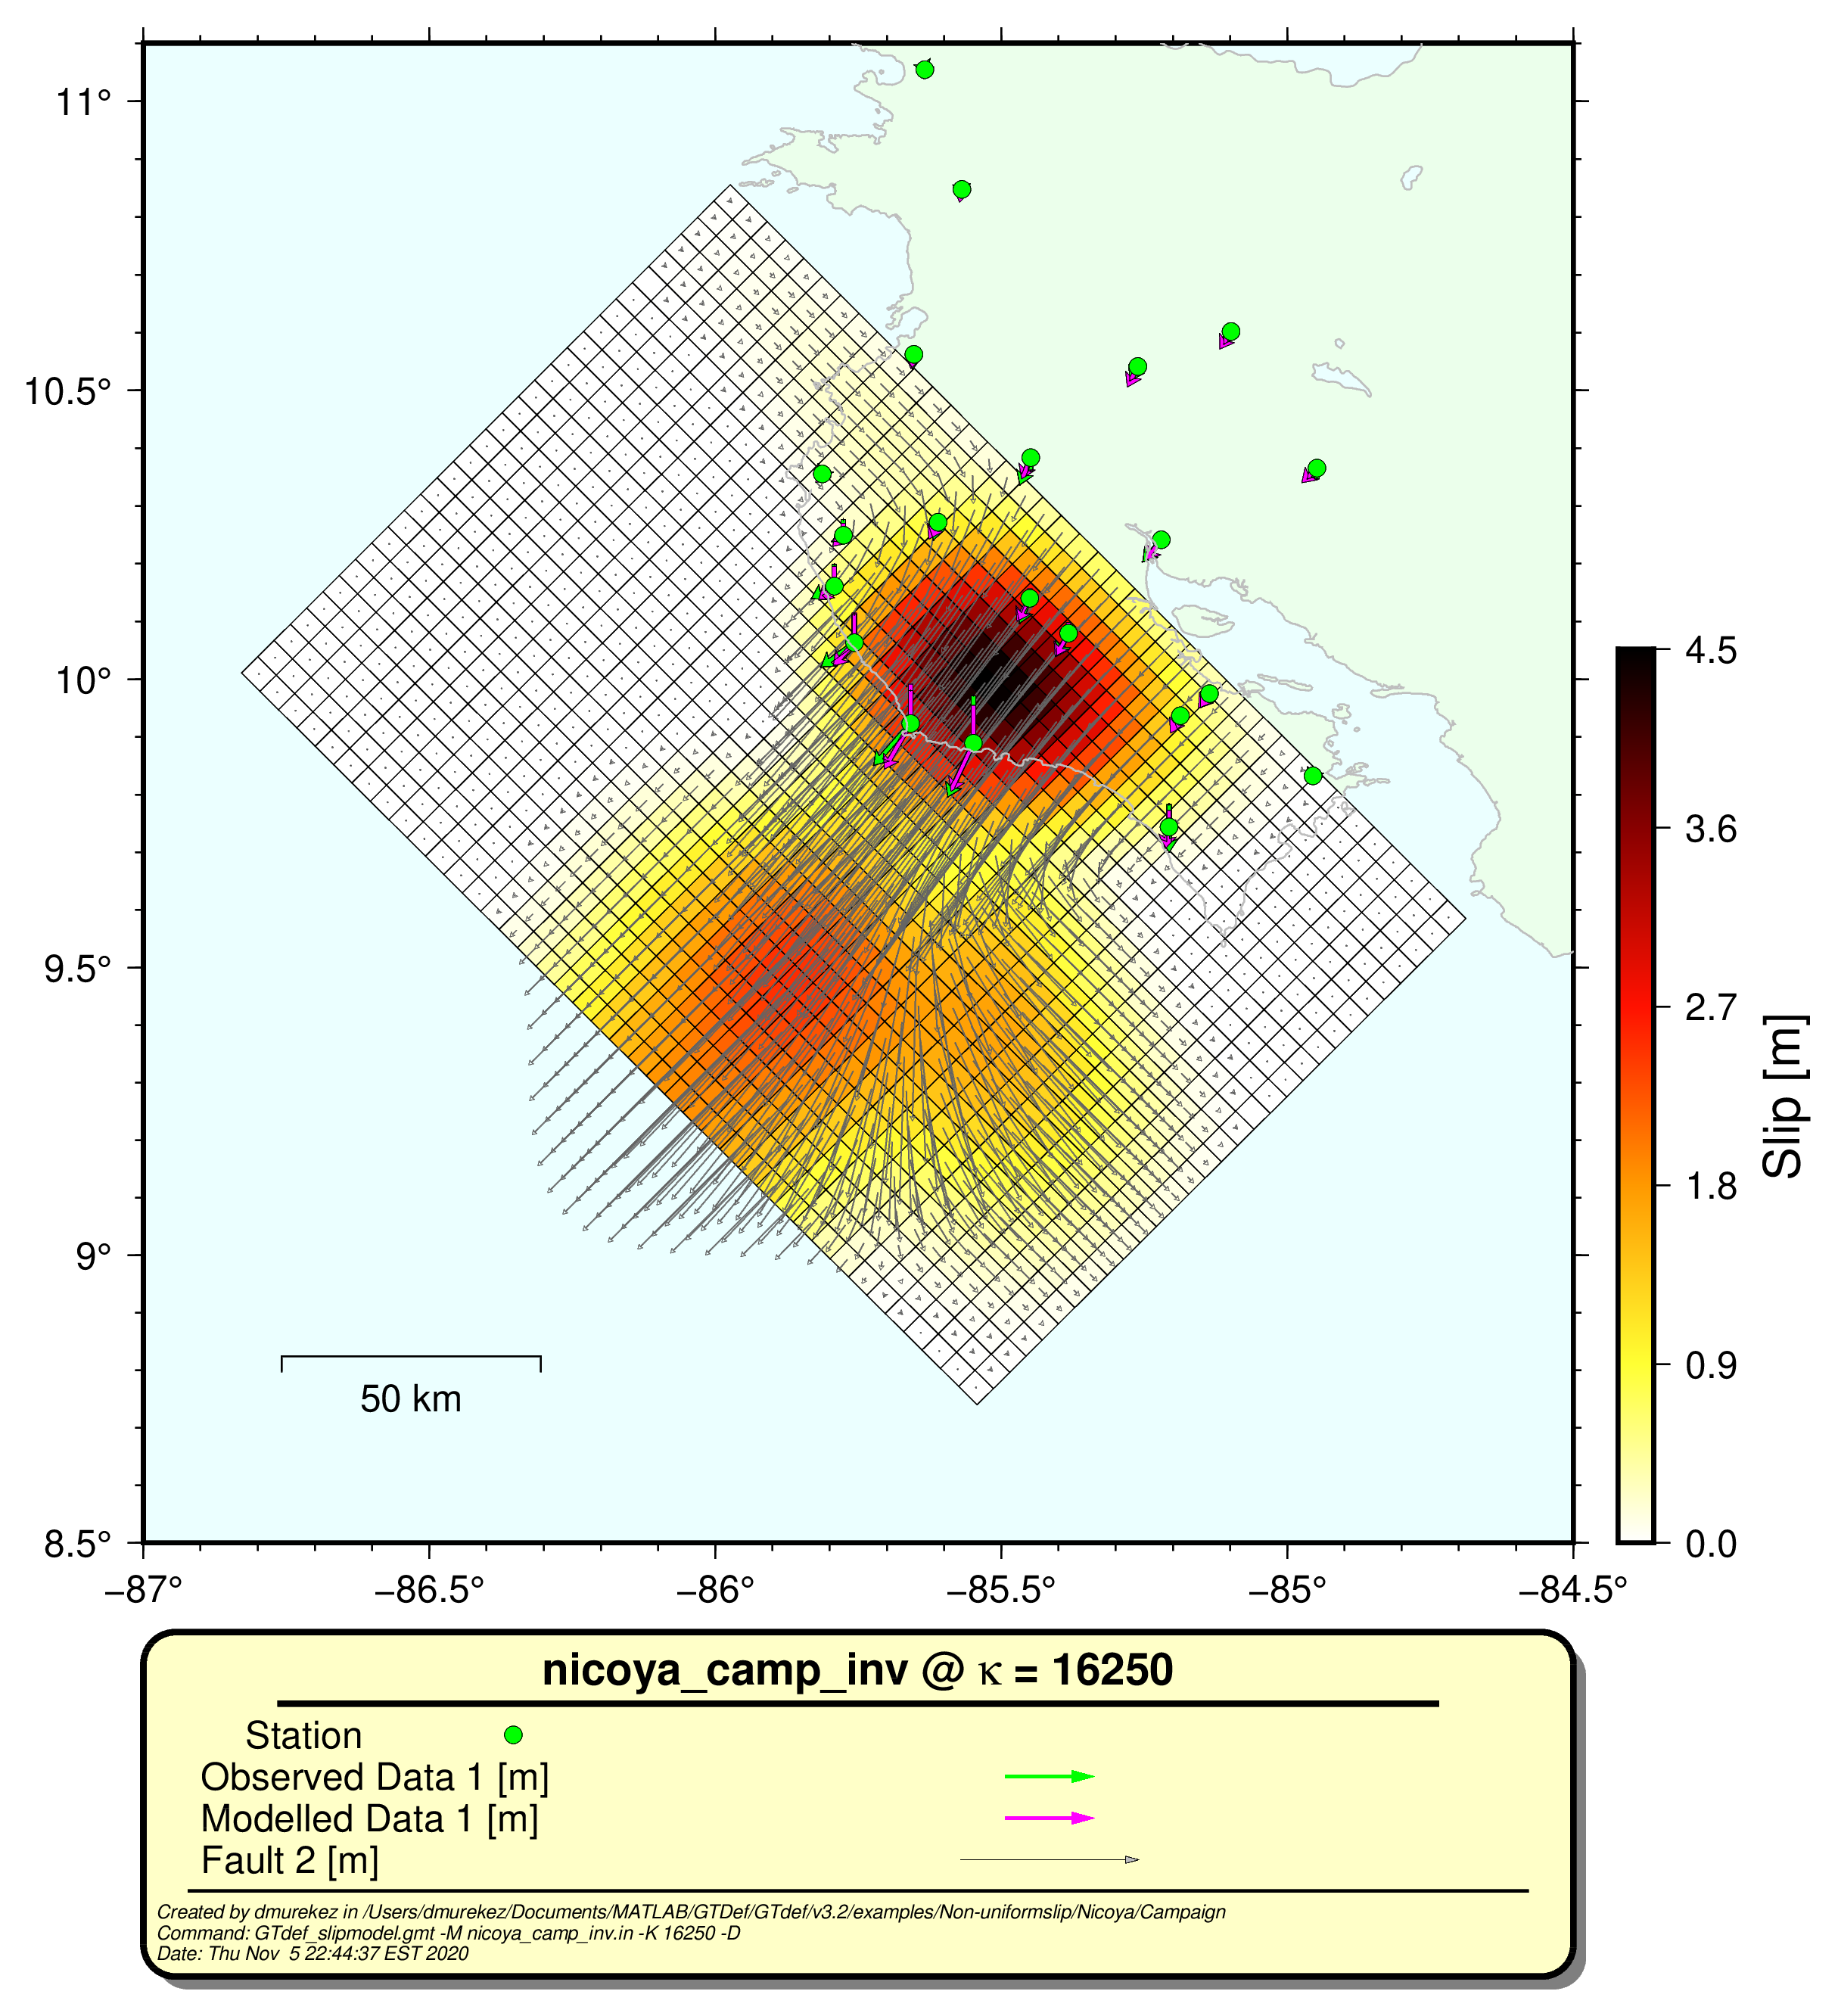 11°
10.5°
10°
9.5°
9°
8.5°
−87°
−86.5°
−86°
−85.5°
−85°
−84.5°
50 km
4.5
3.6
2.7
1.8
0.9
0.0
Slip [m]
nicoya_camp_inv @ κ = 16250
Station
Observed Data 1 [m]
Modelled Data 1 [m]
Fault 2 [m]
Created by dmurekez in /Users/dmurekez/Documents/MATLAB/GTDef/GTdef/v3.2/examples/Non-uniformslip/Nicoya/Campaign
Command: GTdef_slipmodel.gmt -M nicoya_camp_inv.in -K 16250 -D
Date: Thu Nov  5 22:44:37 EST 2020